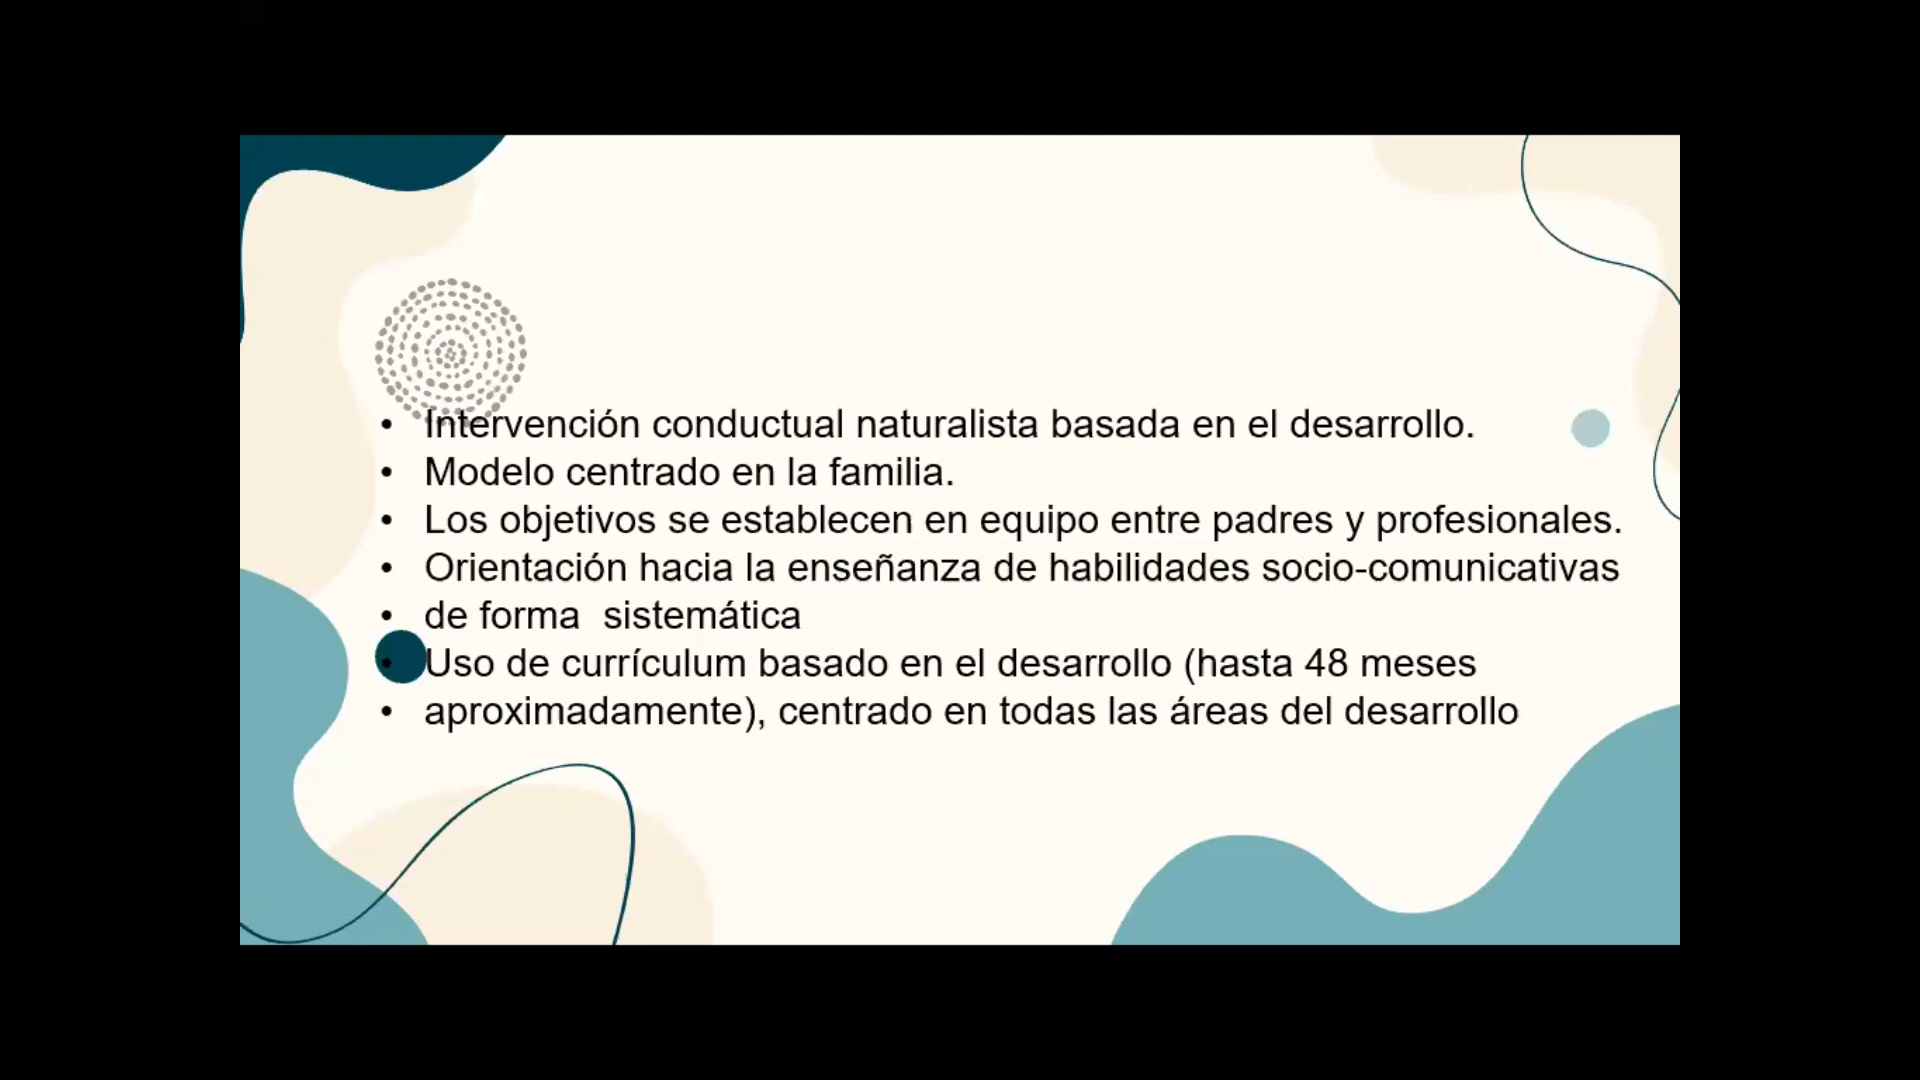 • Intervención conductual naturalista basada en el desarrollo.
• Modelo centrado en la familia.
• Los objetivos se establecen en equipo entre padres y profesionales.
• Orientación hacia la enseñanza de habilidades socio-comunicativas
• de forma  sistemática
• Uso de currículum basado en el desarrollo (hasta 48 meses
• aproximadamente), centrado en todas las áreas del desarrollo